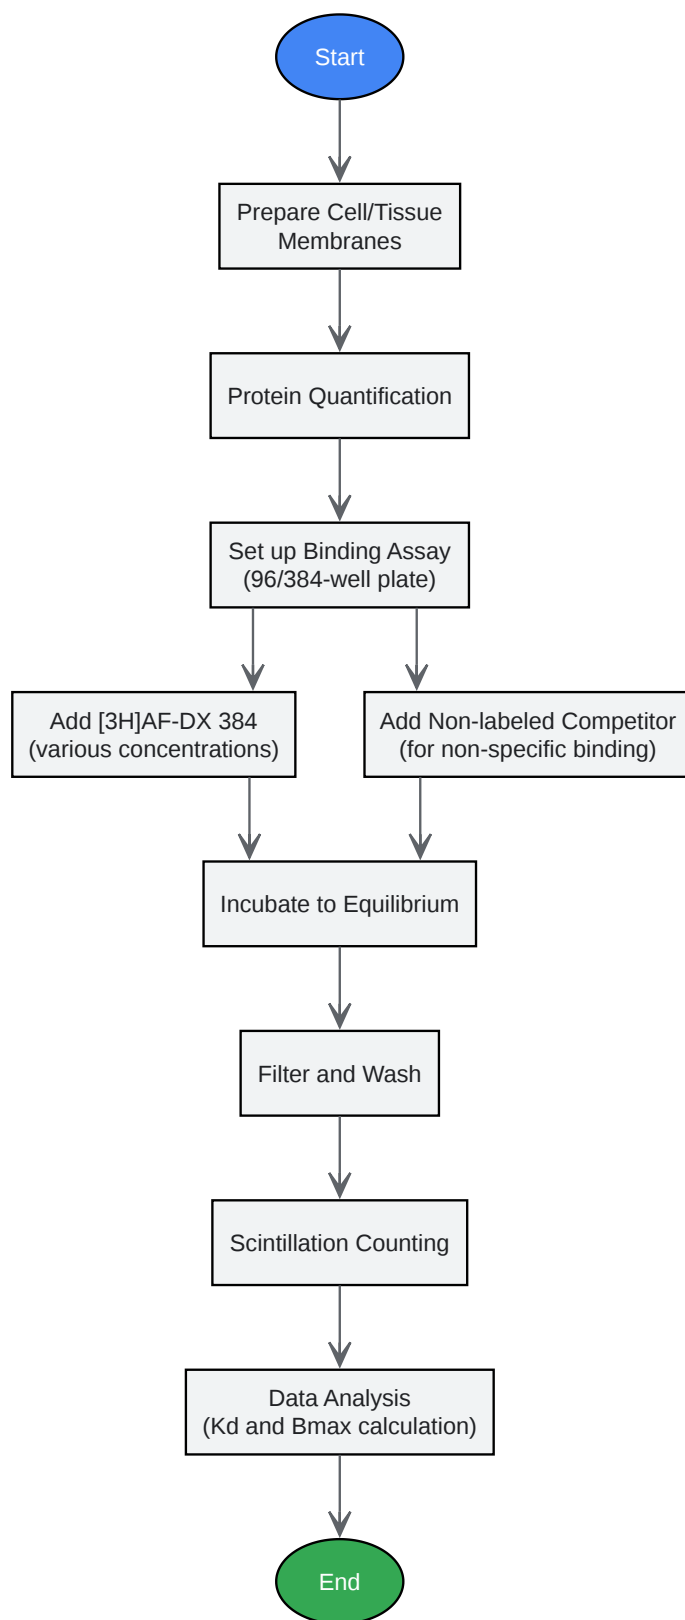 Start
Prepare Cell/Tissue
Membranes
Protein Quantification
Set up Binding Assay
(96/384-well plate)
Add [3H]AF-DX 384
(various concentrations)
Add Non-labeled Competitor
(for non-specific binding)
Incubate to Equilibrium
Filter and Wash
Scintillation Counting
Data Analysis
(Kd and Bmax calculation)
End